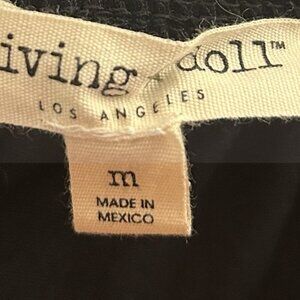 iving doll™
LOS ANGELES
m
MADE IN
MEXICO